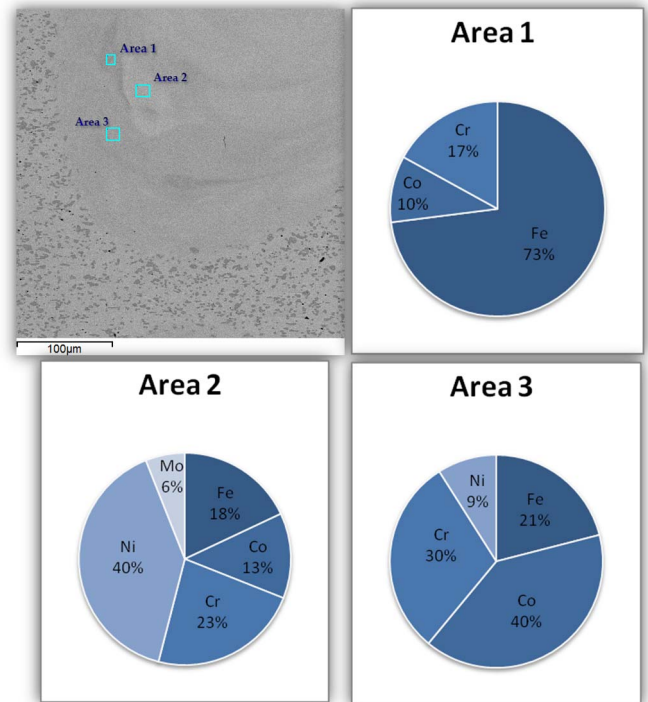 Area 1
Area 2
Area 3
100μm
Area 1
Cr
17%
Co
10%
Fe
73%
Area 2
Mo
6%
Fe
18%
Ni
40%
Co
13%
Cr
23%
Area 3
Ni
9%
Fe
21%
Cr
30%
Co
40%